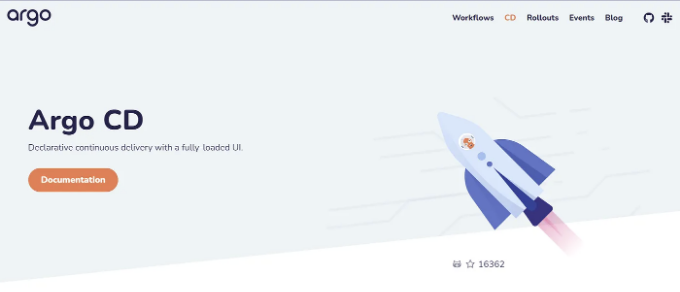 argo
Workflows CD Rollouts Events Blog
Argo CD
Declarative continuous delivery with a fully loaded UI.
Documentation
16362